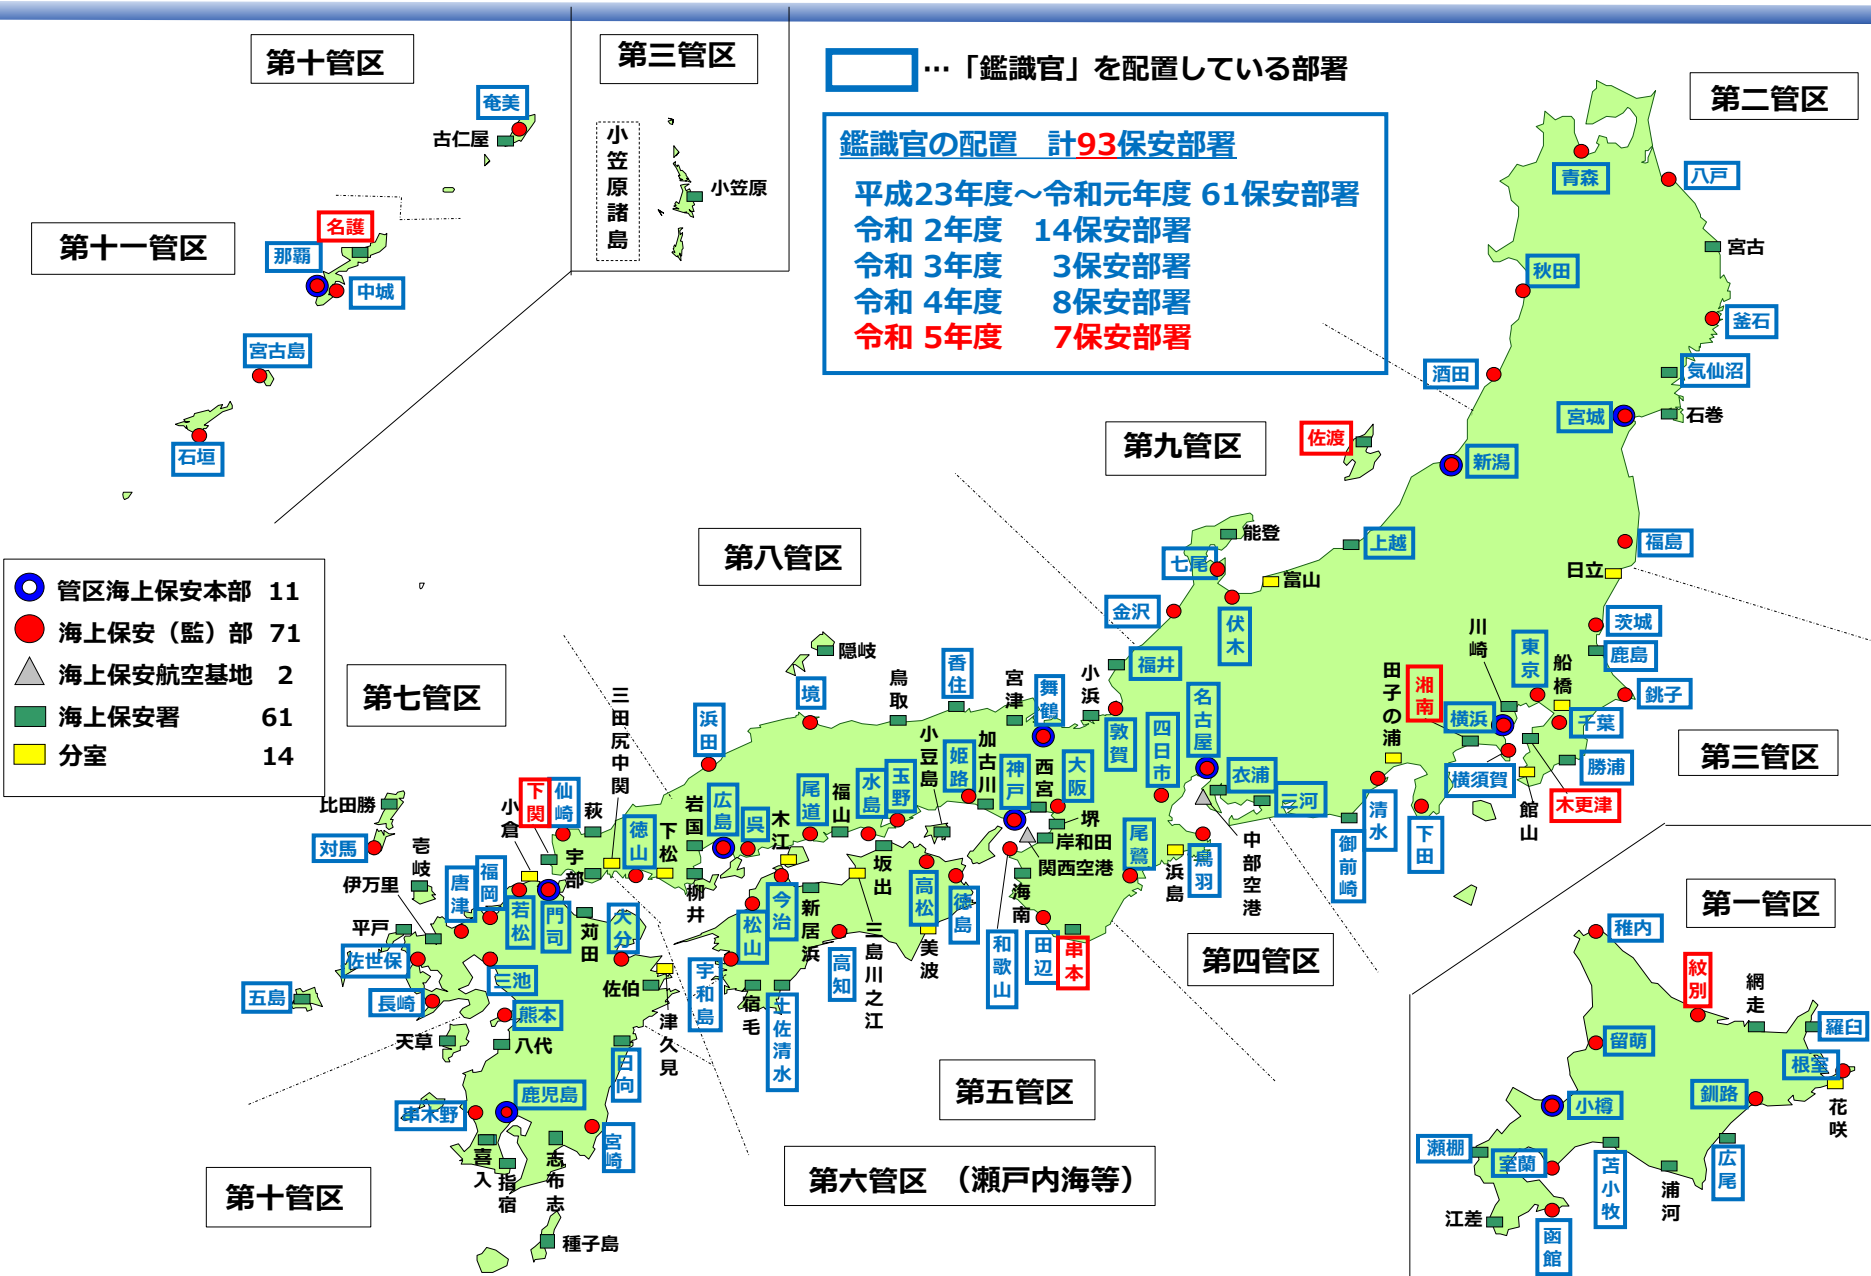 第十管区
第三管区
…「鑑識官」を配置している部署
第二管区
鑑識官の配置　計93保安部署
平成23年度～令和元年度 61保安部署
令和 2年度　14保安部署
令和 3年度　3保安部署
令和 4年度　8保安部署
令和 5年度　7保安部署
奄美
古仁屋
小笠原諸島
小笠原
第十一管区
名護
那覇
中城
宮古島
石垣
青森
八戸
宮古
秋田
釜石
酒田
気仙沼
宮城
石巻
第九管区
佐渡
新潟
福島
日立
能登
上越
七尾
富山
金沢
伏木
福井
第八管区
管区海上保安本部 11
海上保安（監）部 71
海上保安航空基地 2
海上保安署 61
分室 14
第七管区
隠岐
境
鳥取
香住
宮津
舞鶴
小浜
敦賀
浜田
三田尻中関
茨城
鹿島
銚子
川崎
東京
船橋
千葉
湘南
横浜
田子の浦
横須賀
館山
木更津
勝浦
第三管区
名古屋
四日市
衣浦
三河
清水
下田
御前崎
中部空港
鳥羽
浜島
尾鷲
第四管区
比田勝
対馬
壱岐
伊万里
平戸
唐津
福岡
小倉
下関
仙崎
萩
宇部
若松
門司
苅田
大分
佐伯
津久見
佐世保
五島
長崎
三池
熊本
天草
八代
日向
鹿児島
串木野
宮崎
喜入
指宿
志布志
種子島
第十管区
徳山
下松
岩国
柳井
広島
呉
木江
尾道
福山
水島
玉野
小豆島
坂出
高松
今治
松山
新居浜
三島川之江
宇和島
宿毛
土佐清水
高知
美波
徳島
姫路
加古川
神戸
西宮
大阪
堺
岸和田
関西空港
海南
和歌山
田辺
串本
第五管区
第六管区　（瀬戸内海等）
第一管区
稚内
紋別
網走
羅臼
留萌
根室
花咲
釧路
小樽
瀬棚
室蘭
苫小牧
浦河
広尾
江差
函館